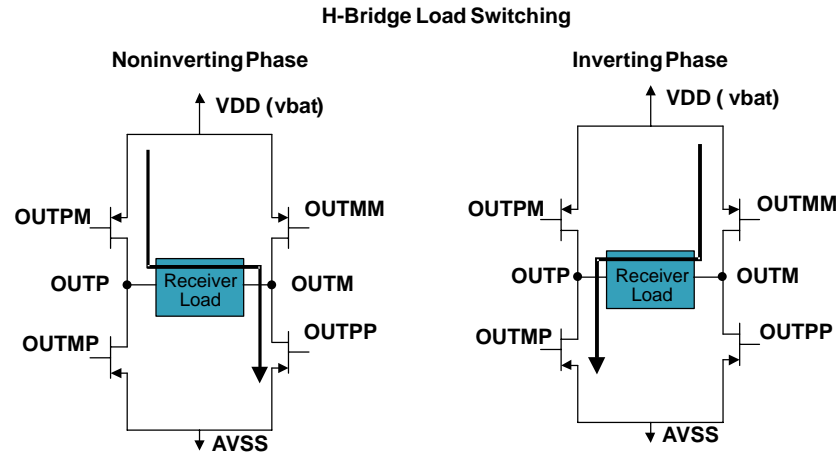 H-Bridge Load Switching
Noninverting Phase
VDD (vbat)
OUTPM
OUTMM
OUTP
Receiver
Load
OUTM
OUTMP
OUTPP
AVSS
Inverting Phase
VDD ( vbat)
OUTPM
OUTMM
OUTP
Receiver
Load
OUTM
OUTMP
OUTPP
AVSS